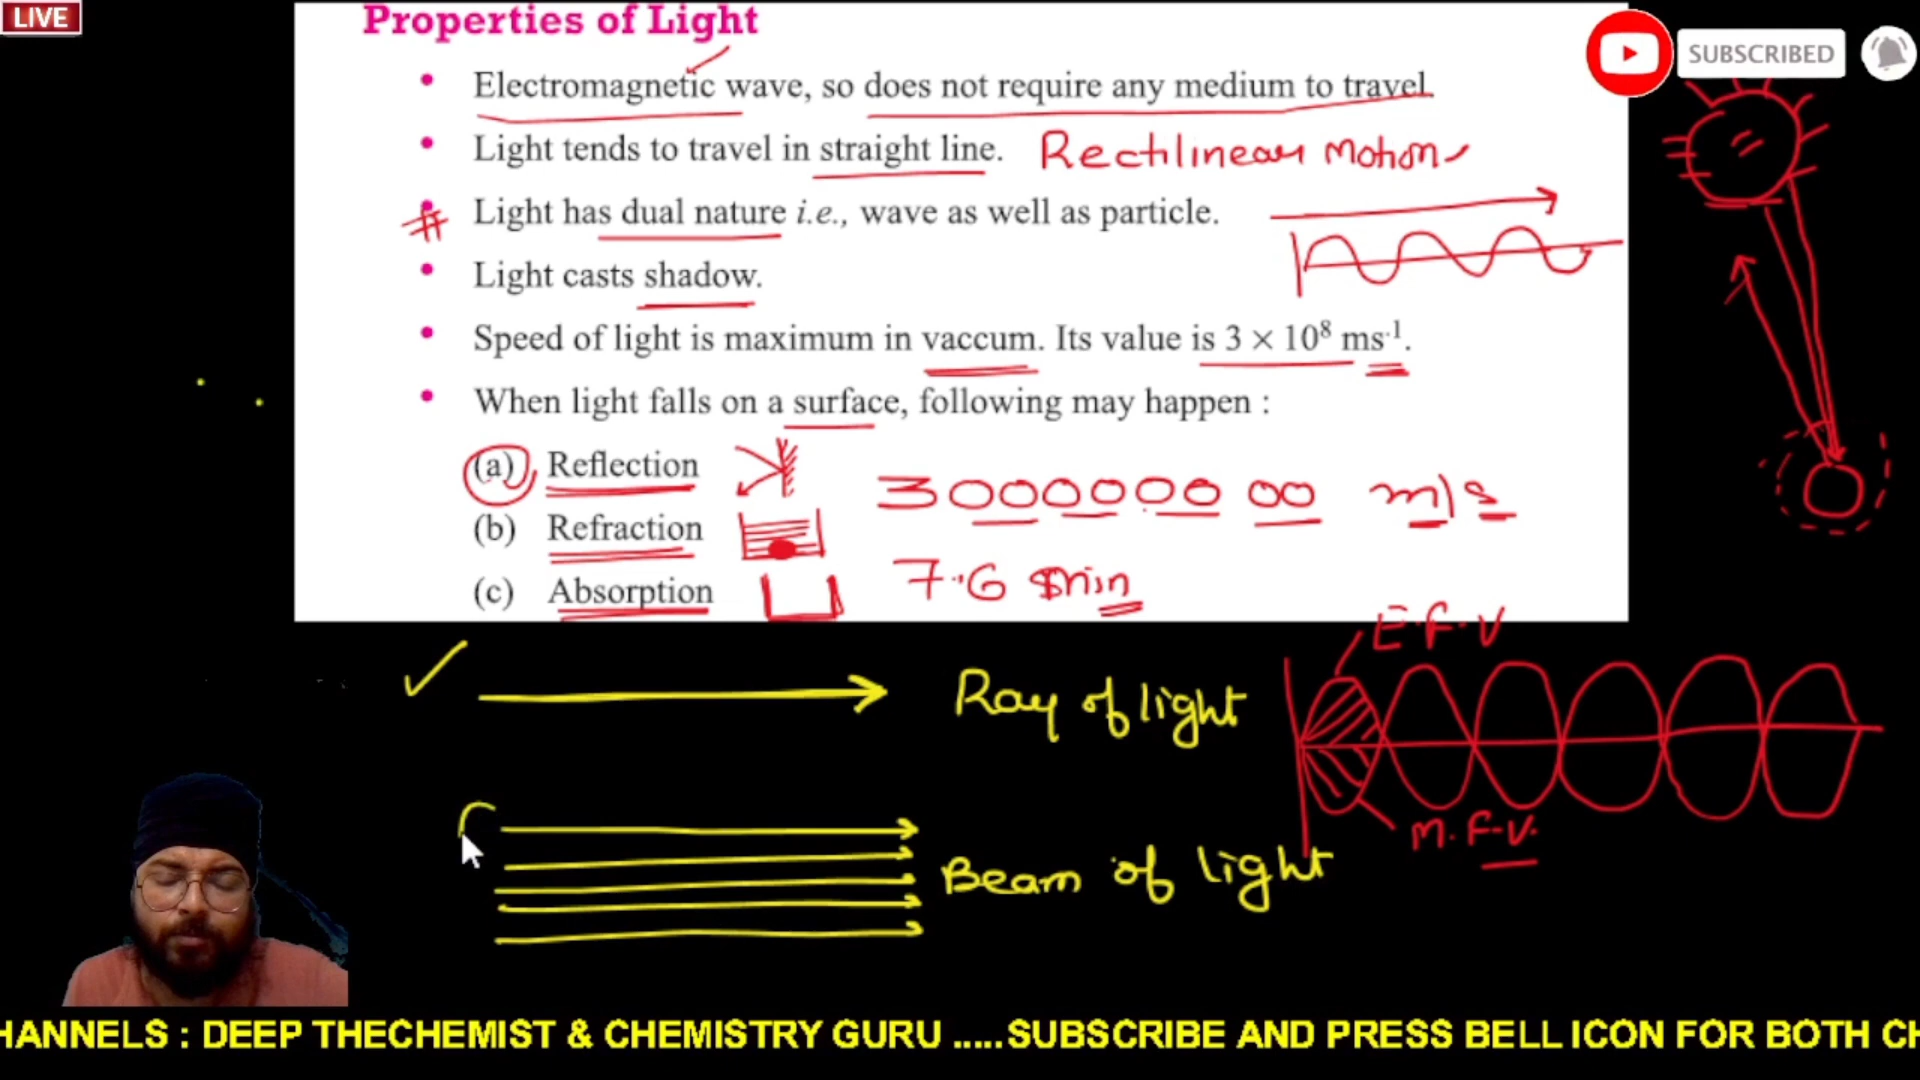 LIVE
Properties of Light
SUBSCRIBED
• Electromagnetic wave, so does not require any medium to travel.
• Light tends to travel in straight line. Rectilinear Motion
• Light has dual nature i.e., wave as well as particle.
• Light casts shadow.
• Speed of light is maximum in vaccum. Its value is 3 × 10⁸ ms⁻¹.
• When light falls on a surface, following may happen :
(a) Reflection
300000000 m/s
(b) Refraction
(c) Absorption
7.6 min
E.F.V
Ray of light
M.F.V.
Beam of light
HANNELS : DEEP THECHEMIST & CHEMISTRY GURU .....SUBSCRIBE AND PRESS BELL ICON FOR BOTH CH